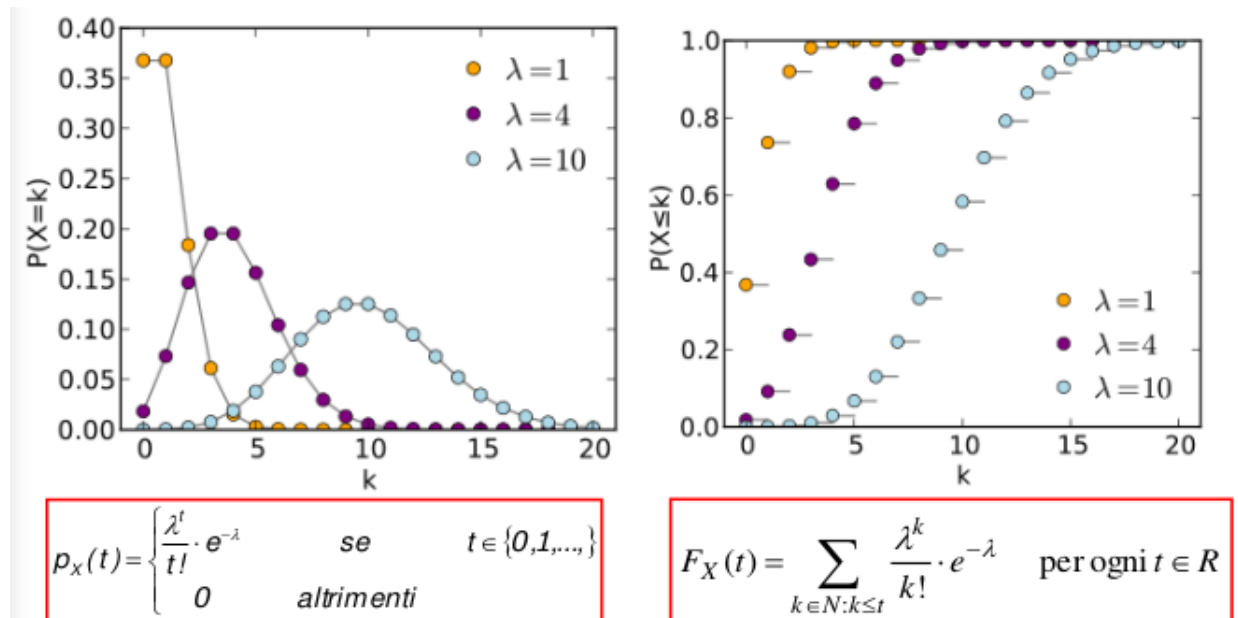 0.40
0.35
0.30
0.25
0.20
0.15
0.10
0.05
0.00
P(X=k)
λ=1
λ=4
λ=10
0 5 10 15 20
k
1.0
0.8
0.6
0.4
0.2
0.0
P(X≤k)
λ=1
λ=4
λ=10
0 5 10 15 20
k
p_X(t)={ λ^t/t! · e^{-λ} se t∈{0,1,...,}
0 altrimenti
F_X(t) = ∑_{k∈N:k≤t} λ^k/k! · e^{-λ} per ogni t ∈ R